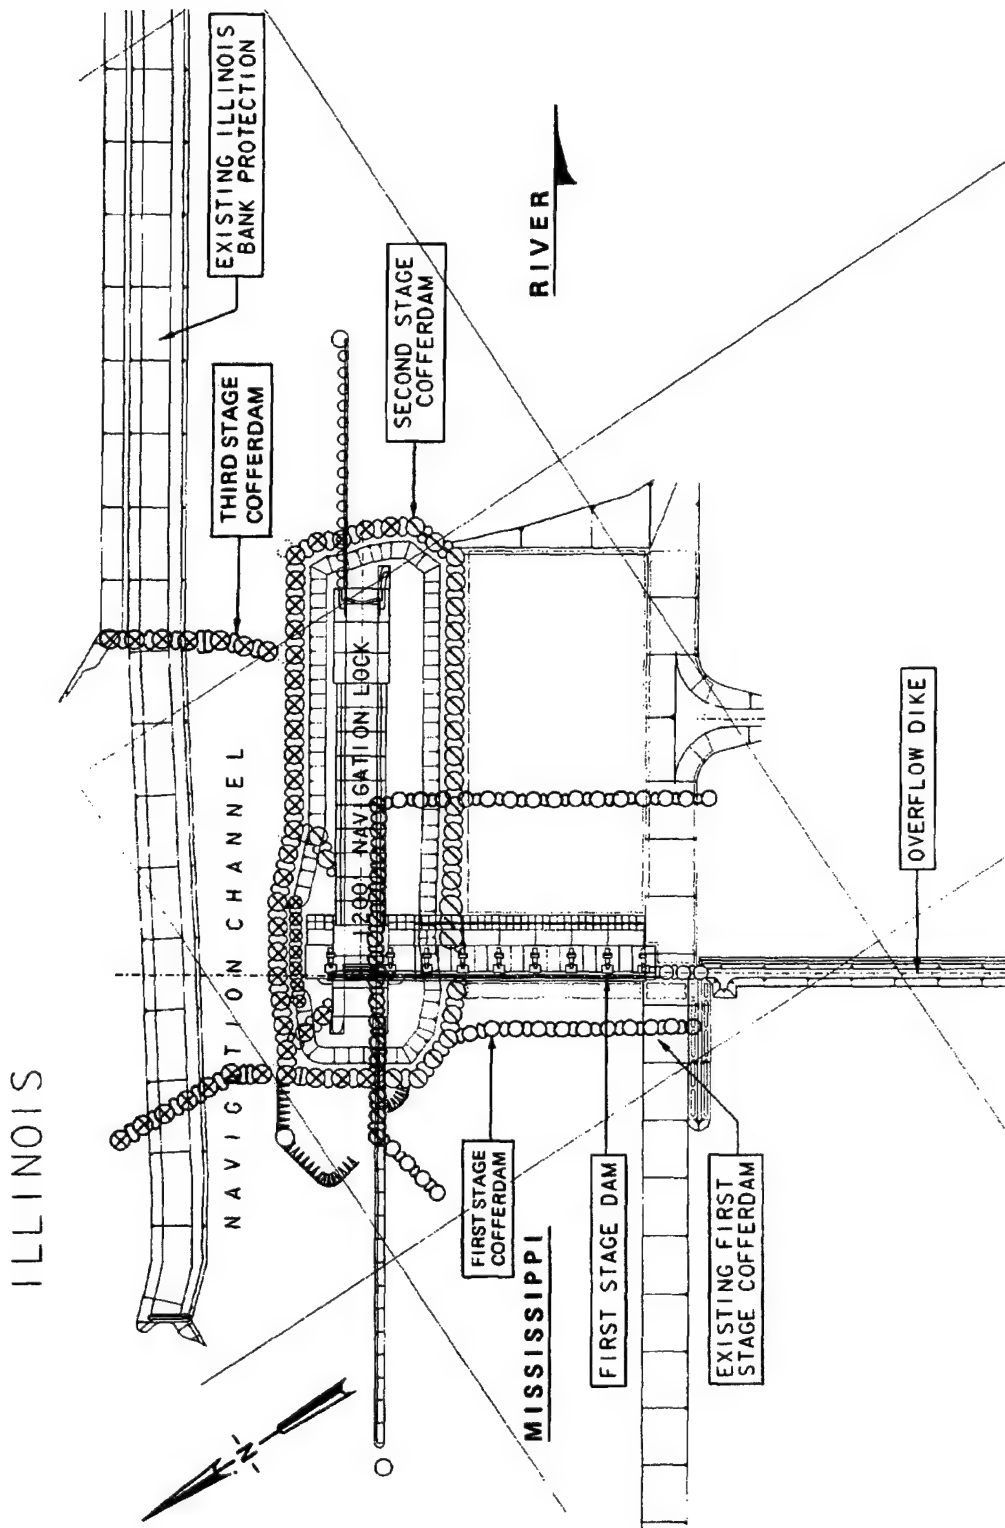 ILLINOIS
EXISTING ILLINOIS
BANK PROTECTION
THIRD STAGE
COFFERDAM
NAVIGATION CHANNEL
SECOND STAGE
COFFERDAM
1200' NAVIGATION LOCK
RIVER
FIRST STAGE
COFFERDAM
MISSISSIPPI
FIRST STAGE DAM
EXISTING FIRST
STAGE COFFERDAM
OVERFLOW DIKE
N